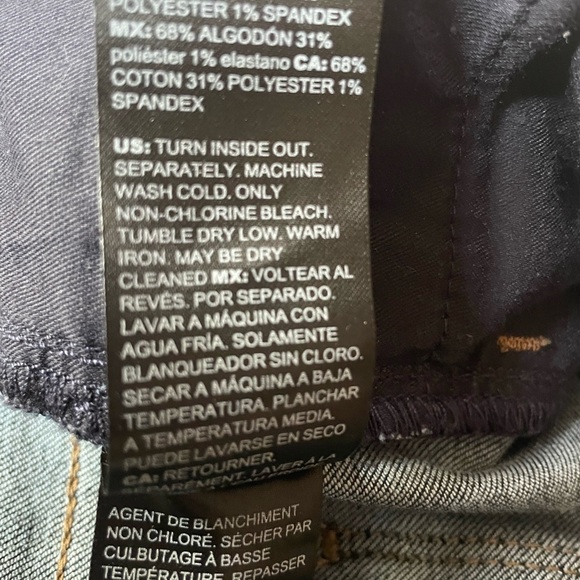 POLYESTER 1% SPANDEX
MX: 68% ALGODÓN 31%
poliéster 1% elastano CA: 68%
COTON 31% POLYESTER 1%
SPANDEX
US: TURN INSIDE OUT.
SEPARATELY. MACHINE
WASH COLD. ONLY
NON-CHLORINE BLEACH.
TUMBLE DRY LOW. WARM
IRON. MAY BE DRY
CLEANED MX: VOLTEAR AL
REVÉS. POR SEPARADO.
LAVAR A MÁQUINA CON
AGUA FRÍA. SOLAMENTE
BLANQUEADOR SIN CLORO.
SECAR A MÁQUINA A BAJA
TEMPERATURA. PLANCHAR
A TEMPERATURA MEDIA.
PUEDE LAVARSE EN SECO
CA: RETOURNER.
SÉPARÉMENT. LAVER À LA
AGENT DE BLANCHIMENT
NON CHLORÉ. SÉCHER PAR
CULBUTAGE À BASSE
TEMPÉRATURE. REPASSER